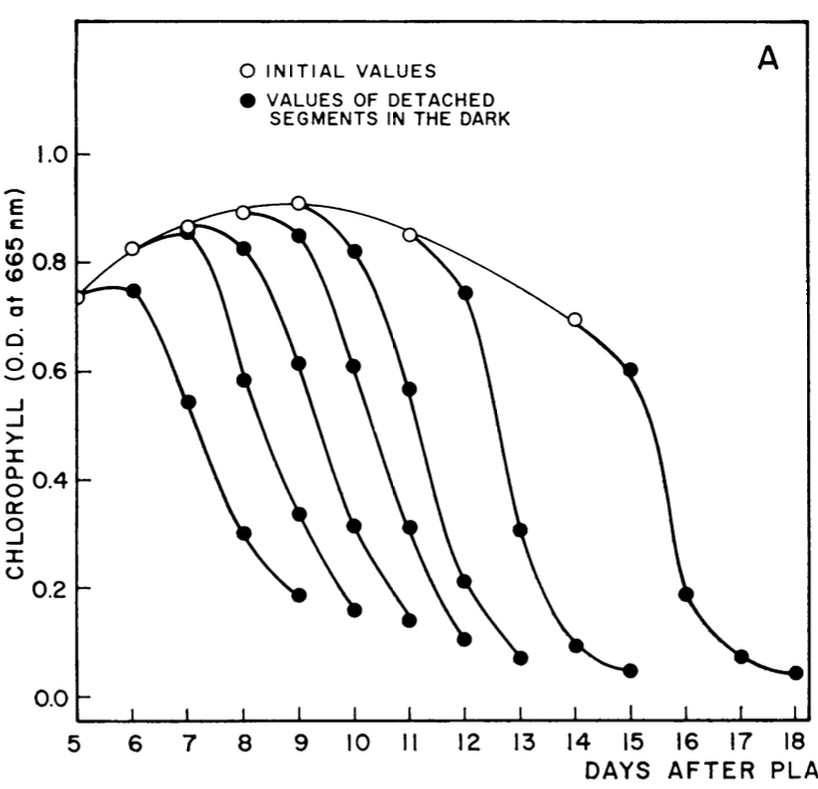 A
INITIAL VALUES
VALUES OF DETACHED
SEGMENTS IN THE DARK
CHLOROPHYLL (O.D. at 665 nm)
1.0
0.8
0.6
0.4
0.2
0.0
5 6 7 8 9 10 11 12 13 14 15 16 17 18
DAYS AFTER PLA